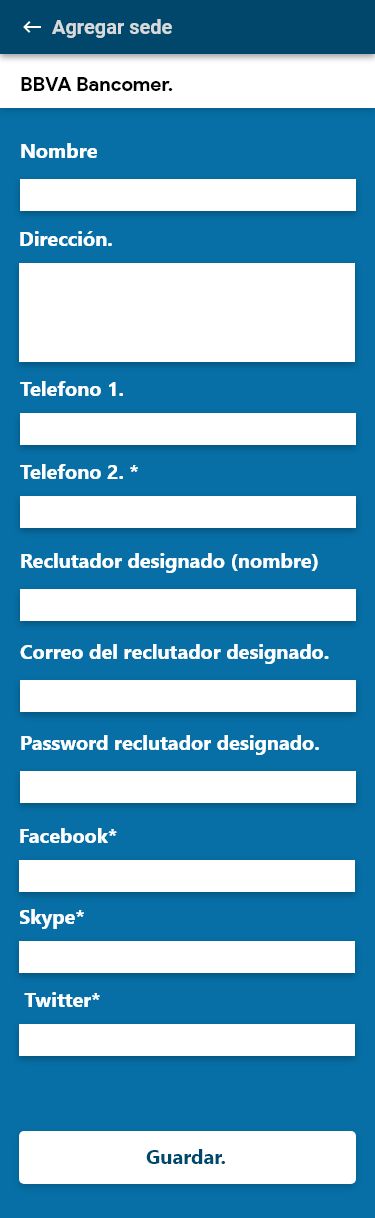 Agregar sede
BBVA Bancomer.
Nombre
Dirección.
Telefono 1.
Telefono 2. *
Reclutador designado (nombre)
Correo del reclutador designado.
Password reclutador designado.
Facebook*
Skype*
Twitter*
Guardar.